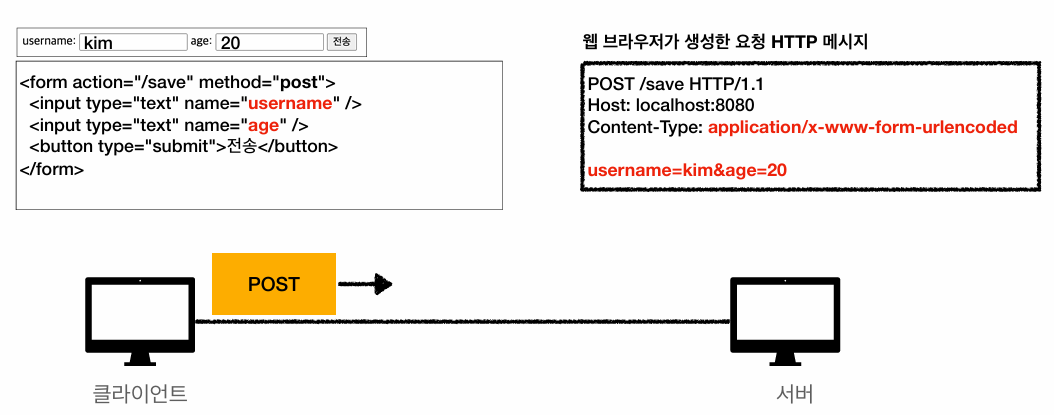 username: kim age: 20 전송
<form action="/save" method="post">
<input type="text" name="username" />
<input type="text" name="age" />
<button type="submit">전송</button>
</form>
웹 브라우저가 생성한 요청 HTTP 메시지
POST /save HTTP/1.1
Host: localhost:8080
Content-Type: application/x-www-form-urlencoded
username=kim&age=20
POST
클라이언트
서버